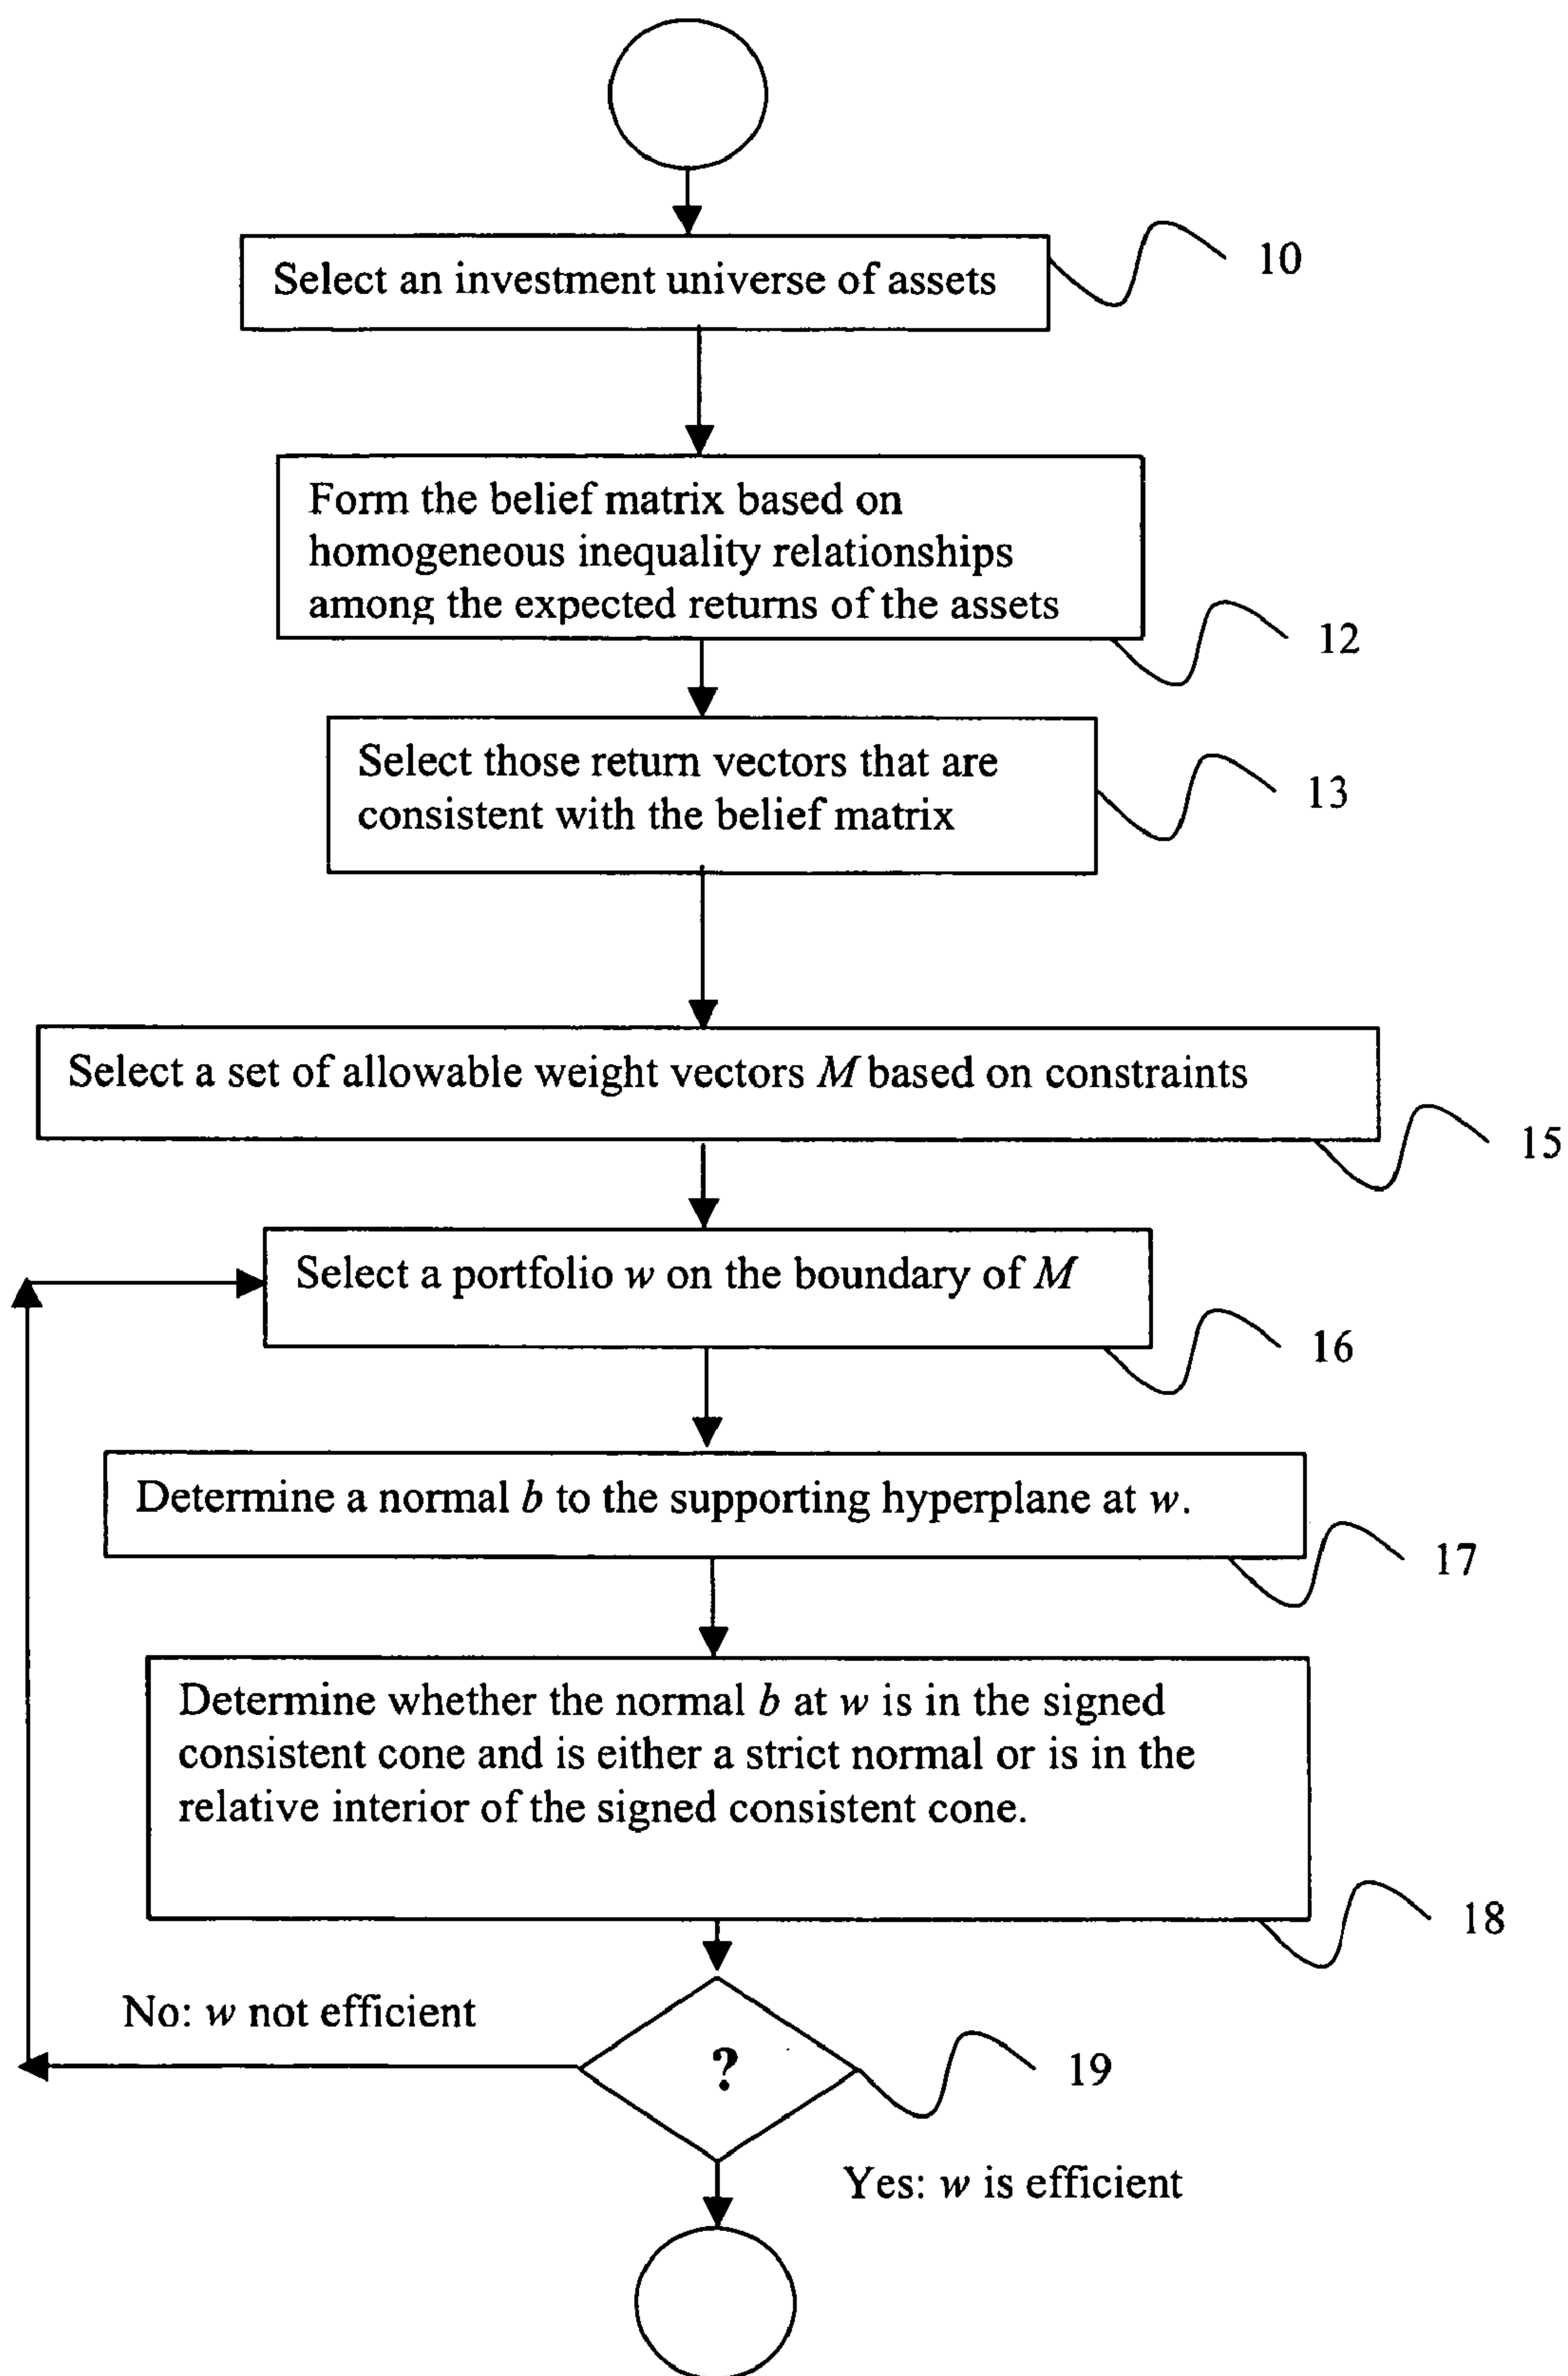 Select an investment universe of assets
10
Form the belief matrix based on
homogeneous inequality relationships
among the expected returns of the assets
12
Select those return vectors that are
consistent with the belief matrix
13
Select a set of allowable weight vectors M based on constraints
15
Select a portfolio w on the boundary of M
16
Determine a normal b to the supporting hyperplane at w.
17
Determine whether the normal b at w is in the signed
consistent cone and is either a strict normal or is in the
relative interior of the signed consistent cone.
18
No: w not efficient
?
19
Yes: w is efficient